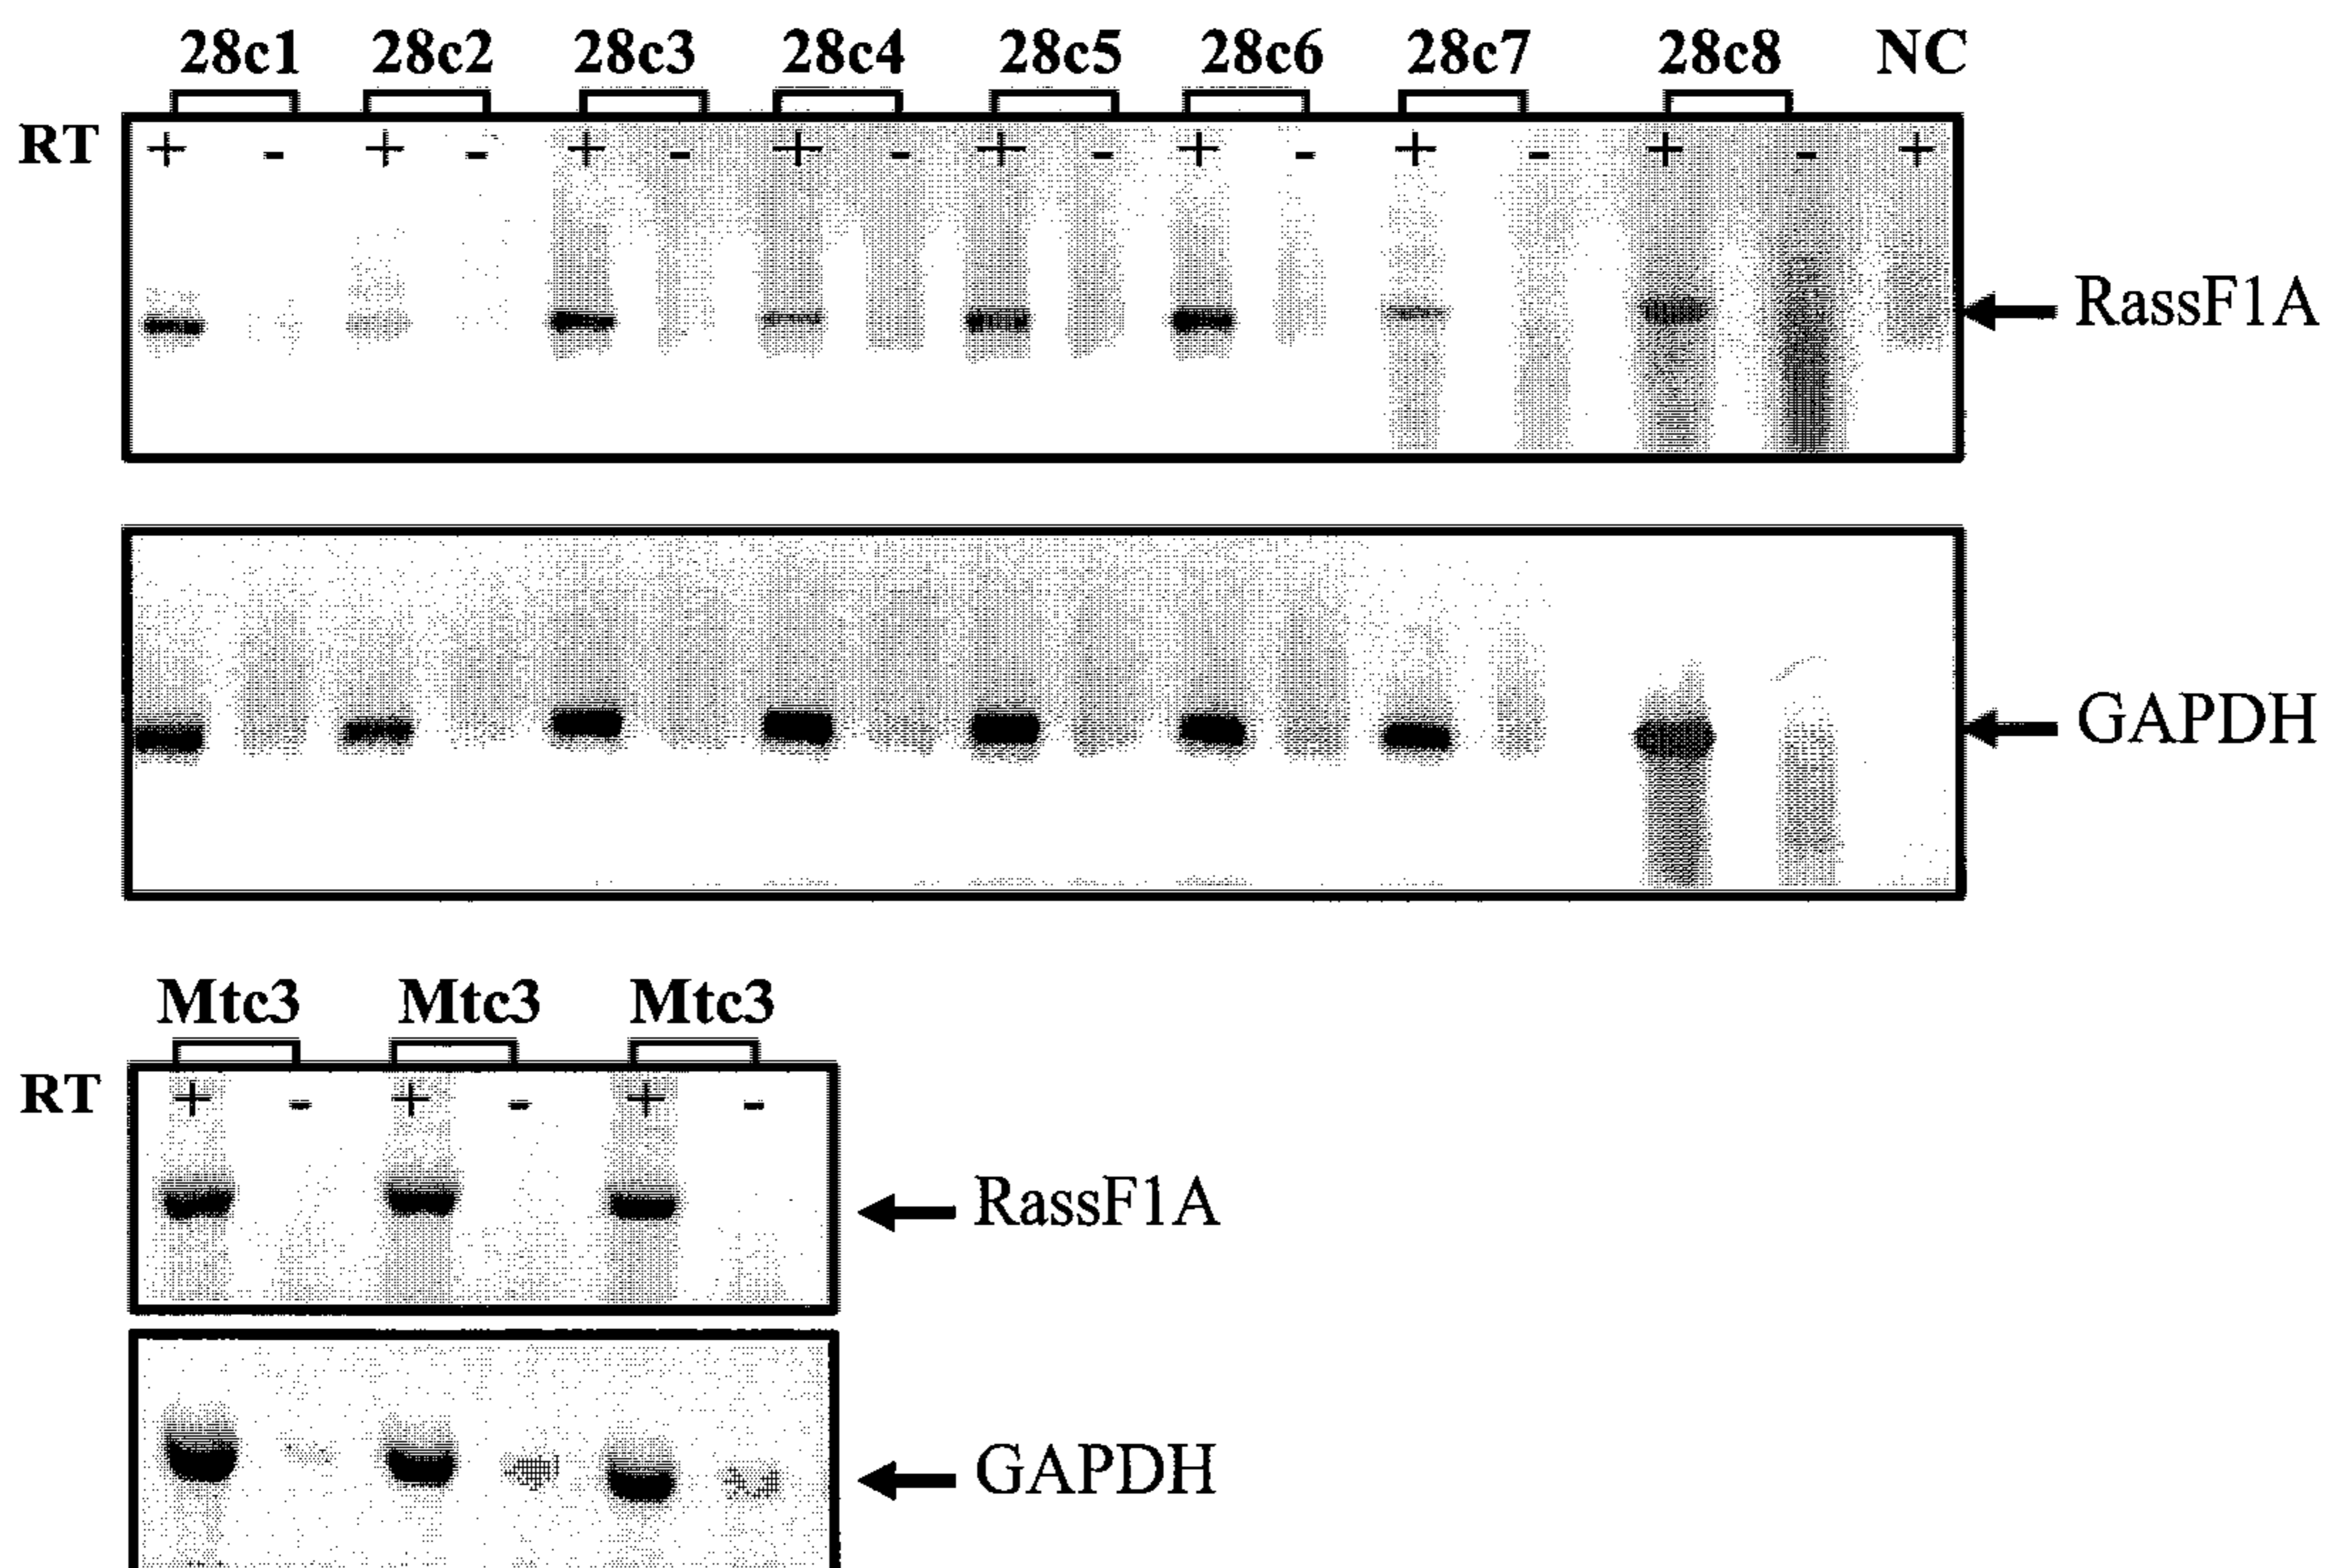 28c1 28c2 28c3 28c4 28c5 28c6 28c7 28c8 NC
RT + - + - + - + - + - + - + - + - +
RassF1A
GAPDH
Mtc3 Mtc3 Mtc3
RT + - + - + -
RassF1A
GAPDH